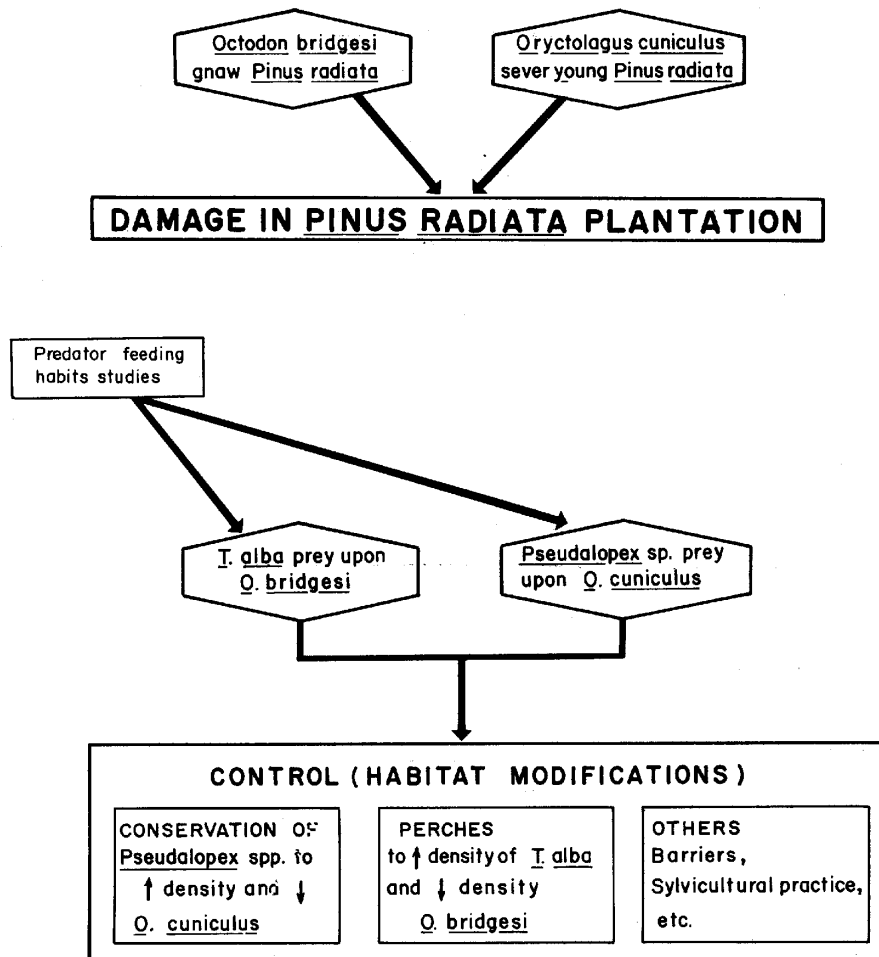 Octodon bridgesi
gnaw Pinus radiata
Oryctolagus cuniculus
sever young Pinus radiata
DAMAGE IN PINUS RADIATA PLANTATION
Predator feeding
habits studies
T. alba prey upon
O. bridgesi
Pseudalopex sp. prey
upon O. cuniculus
CONTROL (HABITAT MODIFICATIONS)
CONSERVATION OF
Pseudalopex spp. to
↑ density and ↓
O. cuniculus
PERCHES
to ↑ density of T. alba
and ↓ density
O. bridgesi
OTHERS
Barriers,
Sylvicultural practice,
etc.